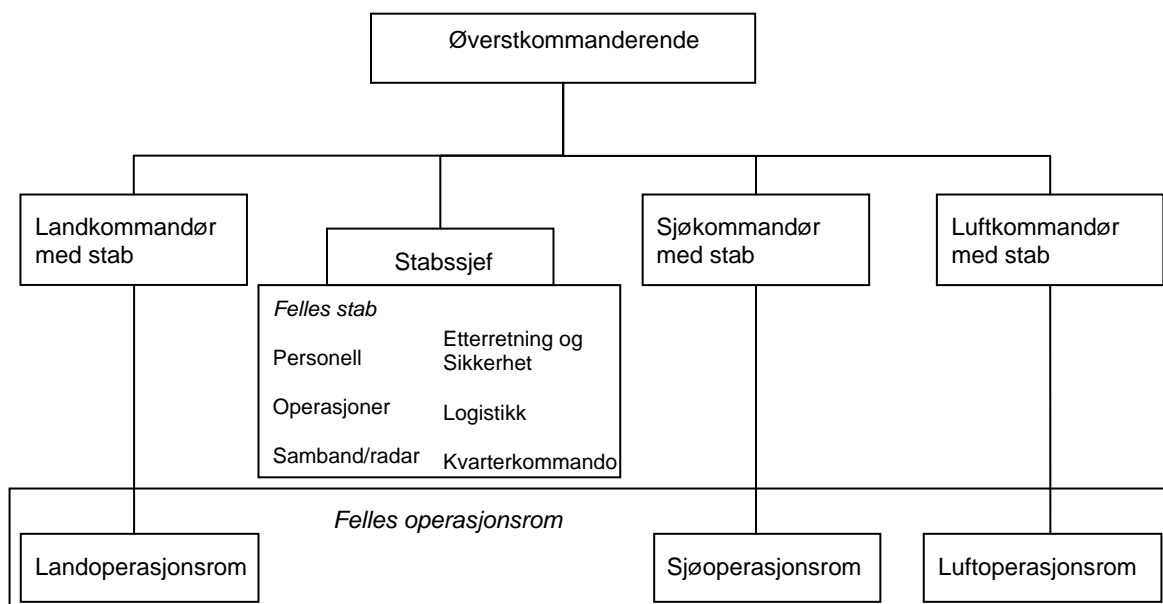 Øverstkommanderende
Landkommandør
med stab
Stabssjef
Felles stab
Personell
Operasjoner
Samband/radar
Etterretning og
Sikkerhet
Logistikk
Kvarterkommando
Sjøkommandør
med stab
Luftkommandør
med stab
Felles operasjonsrom
Landoperasjonsrom
Sjøoperasjonsrom
Luftoperasjonsrom